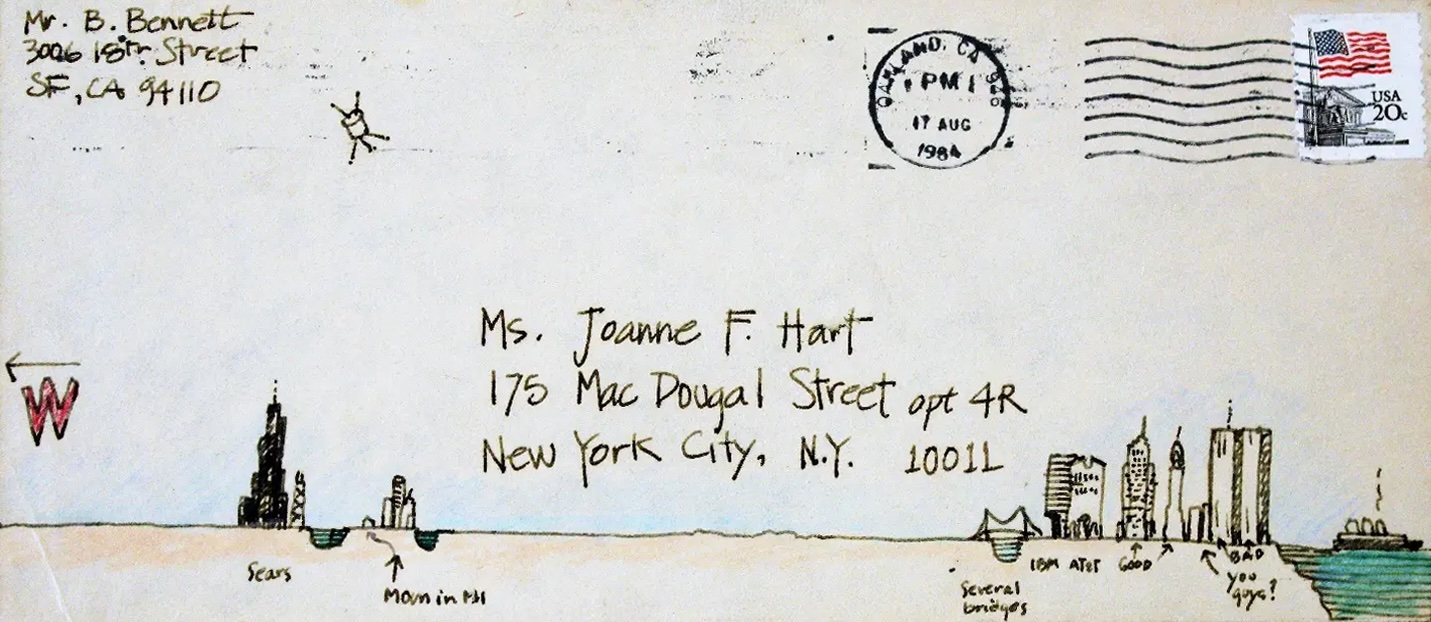 Mr. B. Bennett
3006 18th Street
SF, CA 94110
OAKLAND, CA
PM 1
17 AUG
1984
USA
20c
Ms. Joanne F. Hart
175 Mac Dougal Street apt 4R
New York City, N.Y. 10011
W
Sears
Mom in MI
Several
bridges
IBM AT&T GOOD
BAD
You
guys?